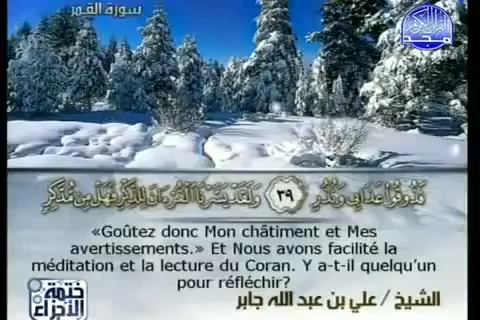 سورة القمر
المجد
فَذُوقُوا عَذَابِي وَنُذُرِ ٣٩ وَلَقَدْ يَسَّرْنَا الْقُرْءَانَ لِلذِّكْرِ فَهَلْ مِن مُّدَّكِرٍ
«Goûtez donc Mon châtiment et Mes
avertissements.» Et Nous avons facilité la
méditation et la lecture du Coran. Y a-t-il quelqu’un
pour réfléchir?
الشيخ / علي بن عبد الله جابر
ختمة
الأجزاء